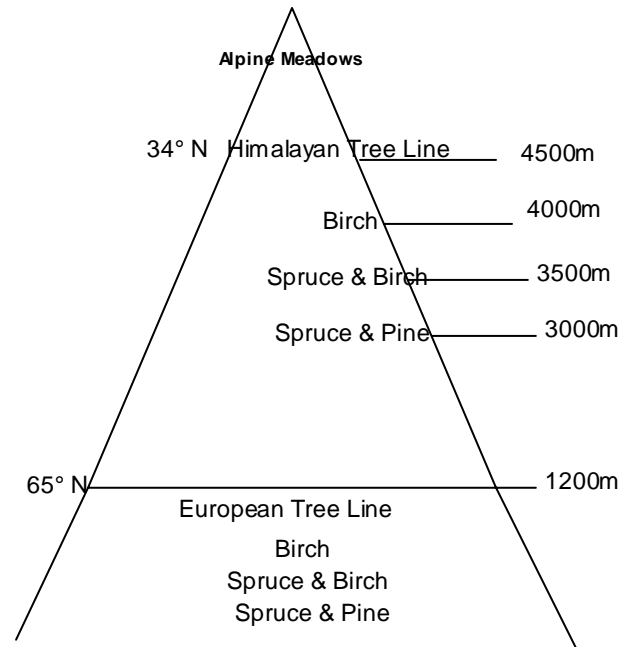 Alpine Meadows
34° N Himalayan Tree Line 4500m
Birch 4000m
Spruce & Birch 3500m
Spruce & Pine 3000m
65° N 1200m
European Tree Line
Birch
Spruce & Birch
Spruce & Pine